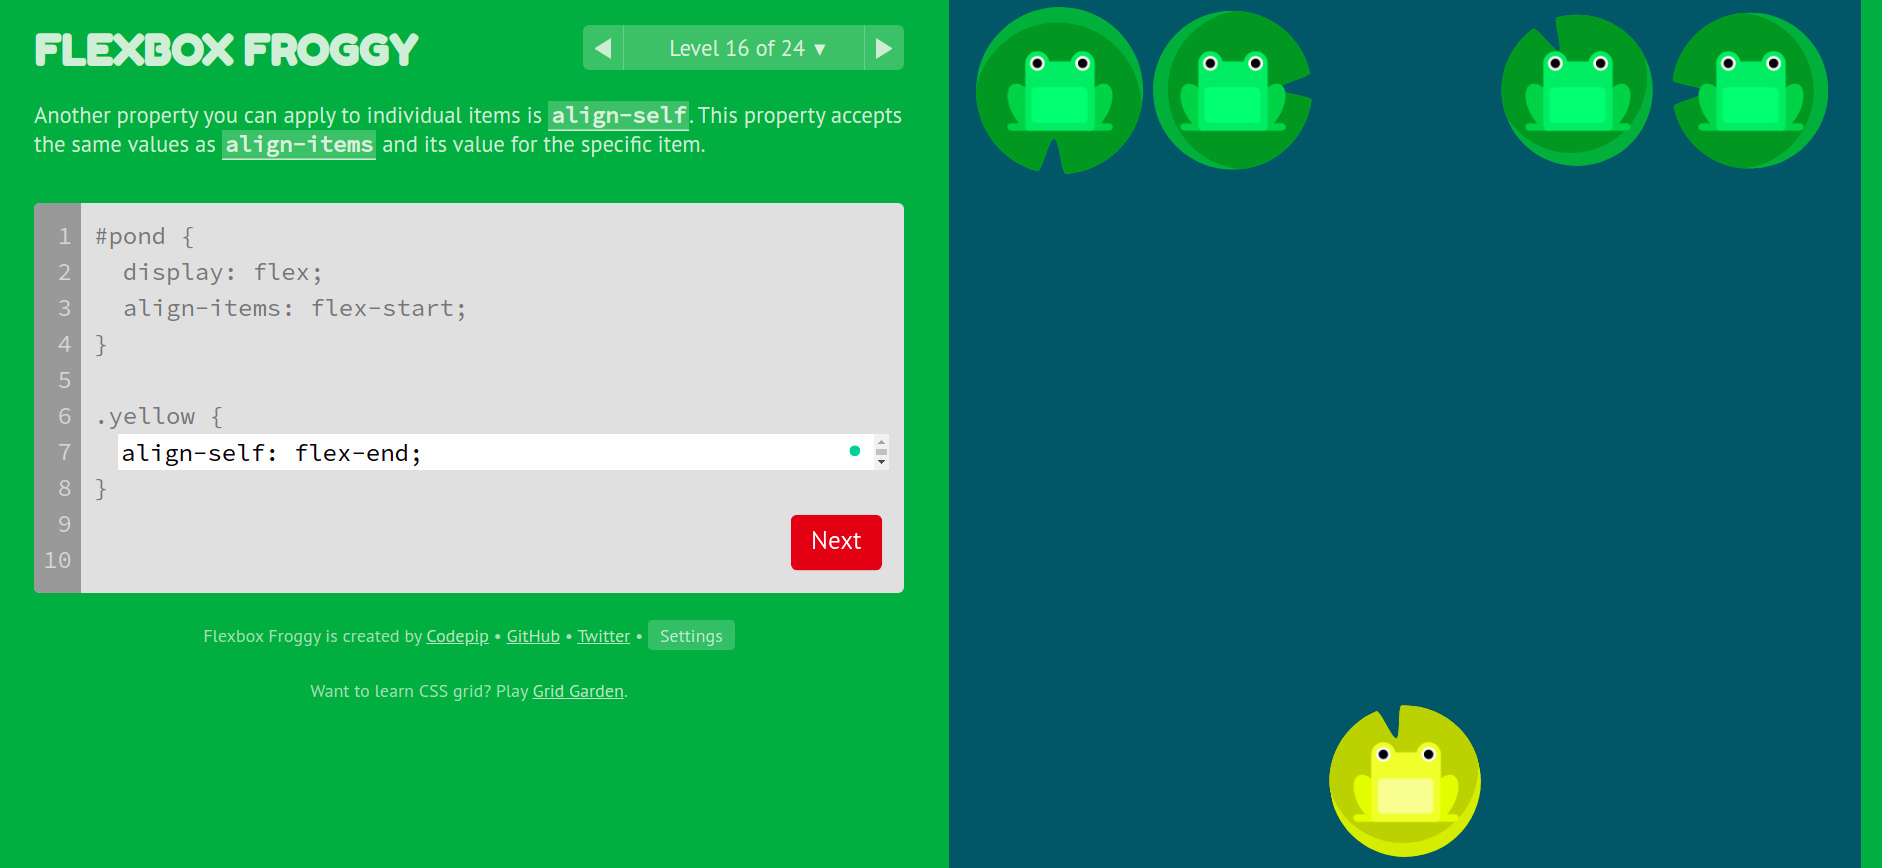 FLEXBOX FROGGY
◀ Level 16 of 24 ▼ ▶
Another property you can apply to individual items is align-self. This property accepts
the same values as align-items and its value for the specific item.
1 #pond {
2   display: flex;
3   align-items: flex-start;
4 }
5
6 .yellow {
7   align-self: flex-end;
8 }
9
10
Next
Flexbox Froggy is created by Codepip • GitHub • Twitter • Settings
Want to learn CSS grid? Play Grid Garden.